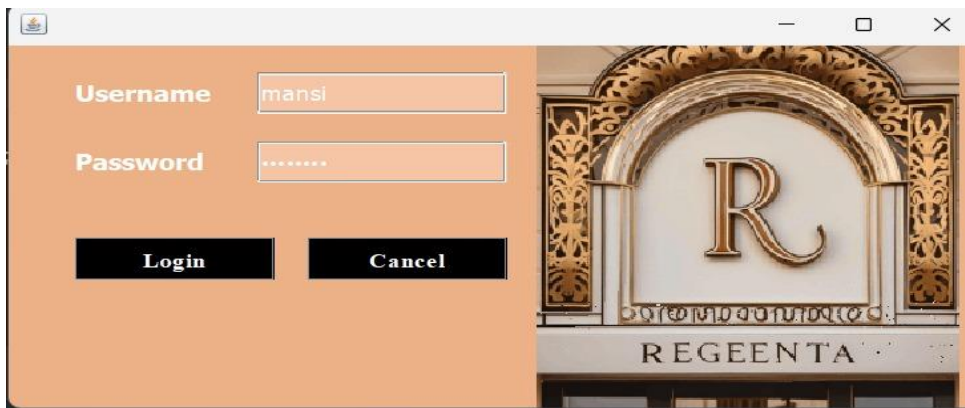 Username mansi
Password ........
Login Cancel
R
REGEENTA